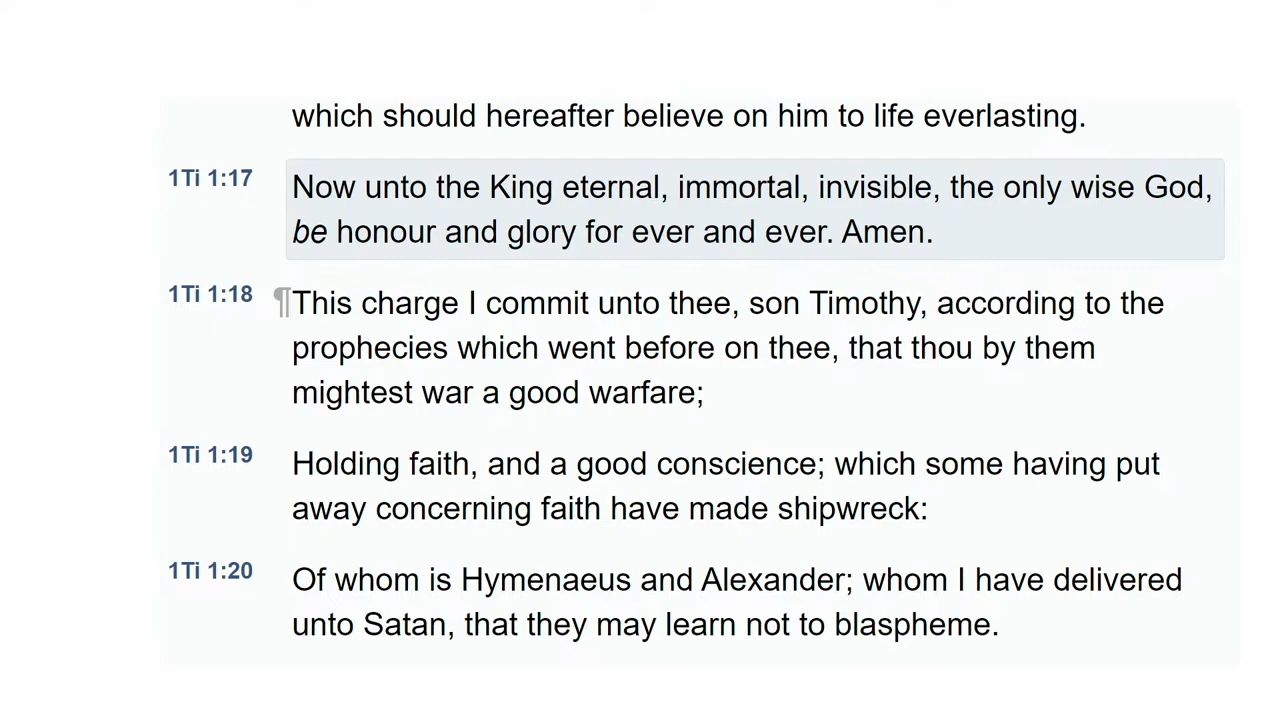 which should hereafter believe on him to life everlasting.
1Ti 1:17 Now unto the King eternal, immortal, invisible, the only wise God,
be honour and glory for ever and ever. Amen.
1Ti 1:18 ¶This charge I commit unto thee, son Timothy, according to the
prophecies which went before on thee, that thou by them
mightest war a good warfare;
1Ti 1:19 Holding faith, and a good conscience; which some having put
away concerning faith have made shipwreck:
1Ti 1:20 Of whom is Hymenaeus and Alexander; whom I have delivered
unto Satan, that they may learn not to blaspheme.